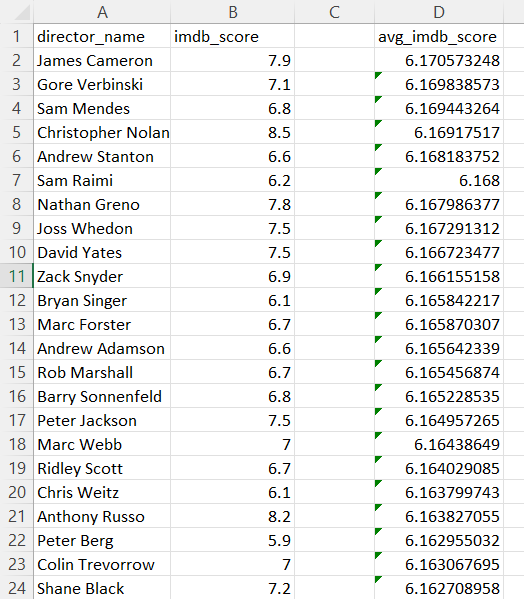 A B C D
1 director_name imdb_score avg_imdb_score
2 James Cameron 7.9 6.170573248
3 Gore Verbinski 7.1 6.169838573
4 Sam Mendes 6.8 6.169443264
5 Christopher Nolan 8.5 6.16917517
6 Andrew Stanton 6.6 6.168183752
7 Sam Raimi 6.2 6.168
8 Nathan Greno 7.8 6.167986377
9 Joss Whedon 7.5 6.167291312
10 David Yates 7.5 6.166723477
11 Zack Snyder 6.9 6.166155158
12 Bryan Singer 6.1 6.165842217
13 Marc Forster 6.7 6.165870307
14 Andrew Adamson 6.6 6.165642339
15 Rob Marshall 6.7 6.165456874
16 Barry Sonnenfeld 6.8 6.165228535
17 Peter Jackson 7.5 6.164957265
18 Marc Webb 7 6.16438649
19 Ridley Scott 6.7 6.164029085
20 Chris Weitz 6.1 6.163799743
21 Anthony Russo 8.2 6.163827055
22 Peter Berg 5.9 6.162955032
23 Colin Trevorrow 7 6.163067695
24 Shane Black 7.2 6.162708958